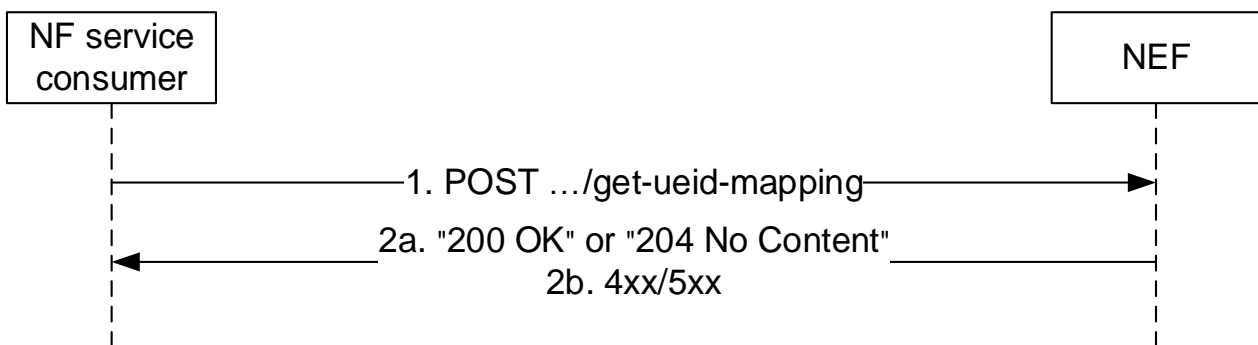 NF service
consumer
NEF
1. POST …/get-ueid-mapping
2a. "200 OK" or "204 No Content"
2b. 4xx/5xx